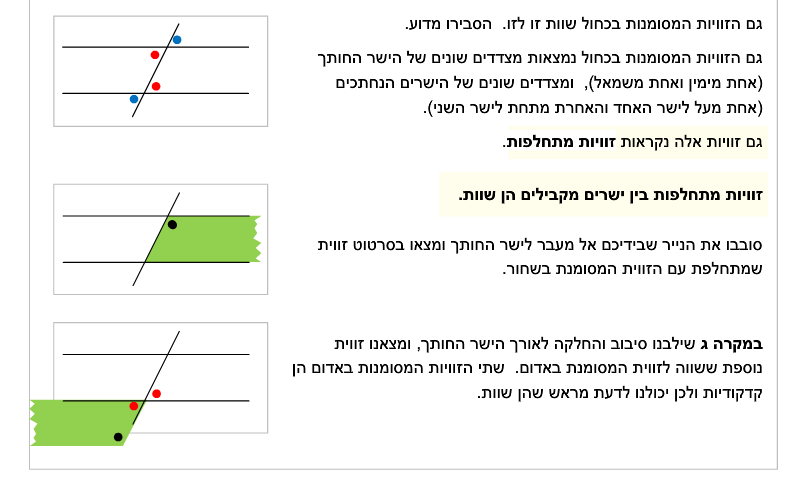 גם הזוויות המסומנות בכחול שוות זו לזו. הסבירו מדוע.
גם הזוויות המסומנות בכחול נמצאות מצדדים שונים של הישר החותך
(אחת מימין ואחת משמאל), ומצדדים שונים של הישרים הנחתכים
(אחת מעל לישר האחד והאחרת מתחת לישר השני).
גם זוויות אלה נקראות זוויות מתחלפות.
זוויות מתחלפות בין ישרים מקבילים הן שוות.
סובבו את הנייר שבידיכם אל מעבר לישר החותך ומצאו בסרטוט זווית
שמתחלפת עם הזווית המסומנת בשחור.
במקרה ג שילבנו סיבוב והחלקה לאורך הישר החותך, ומצאנו זווית
נוספת ששווה לזווית המסומנת באדום. שתי הזוויות המסומנות באדום הן
קדקודיות ולכן יכולנו לדעת מראש שהן שוות.